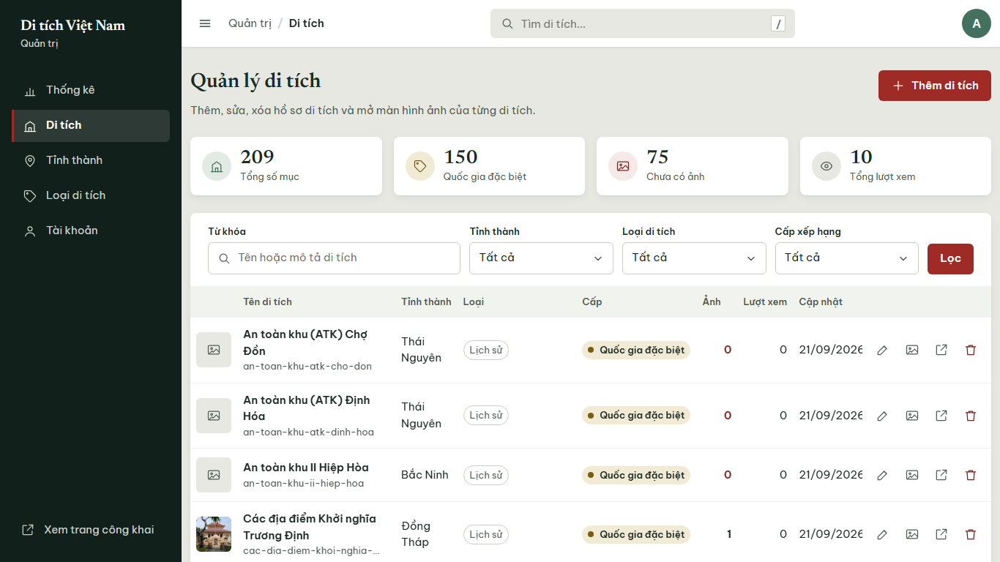 Di tích Việt Nam
Quản trị
Thống kê
Di tích
Tỉnh thành
Loại di tích
Tài khoản
Xem trang công khai
Quản trị / Di tích
Tìm di tích... /
A
Quản lý di tích
Thêm, sửa, xóa hồ sơ di tích và mở màn hình ảnh của từng di tích.
+ Thêm di tích
209
Tổng số mục
150
Quốc gia đặc biệt
75
Chưa có ảnh
10
Tổng lượt xem
Từ khóa Tỉnh thành Loại di tích Cấp xếp hạng
Tên hoặc mô tả di tích Tất cả Tất cả Tất cả Lọc
Tên di tích Tỉnh thành Loại Cấp Ảnh Lượt xem Cập nhật
An toàn khu (ATK) Chợ
Đồn
an-toan-khu-atk-cho-don
Thái
Nguyên
Lịch sử Quốc gia đặc biệt 0 0 21/09/2026
An toàn khu (ATK) Định
Hóa
an-toan-khu-atk-dinh-hoa
Thái
Nguyên
Lịch sử Quốc gia đặc biệt 0 0 21/09/2026
An toàn khu II Hiệp Hòa
an-toan-khu-ii-hiep-hoa
Bắc Ninh Lịch sử Quốc gia đặc biệt 0 0 21/09/2026
Các địa điểm Khởi nghĩa
Trương Định
cac-dia-diem-khoi-nghia-...
Đồng
Tháp
Lịch sử Quốc gia đặc biệt 1 0 21/09/2026